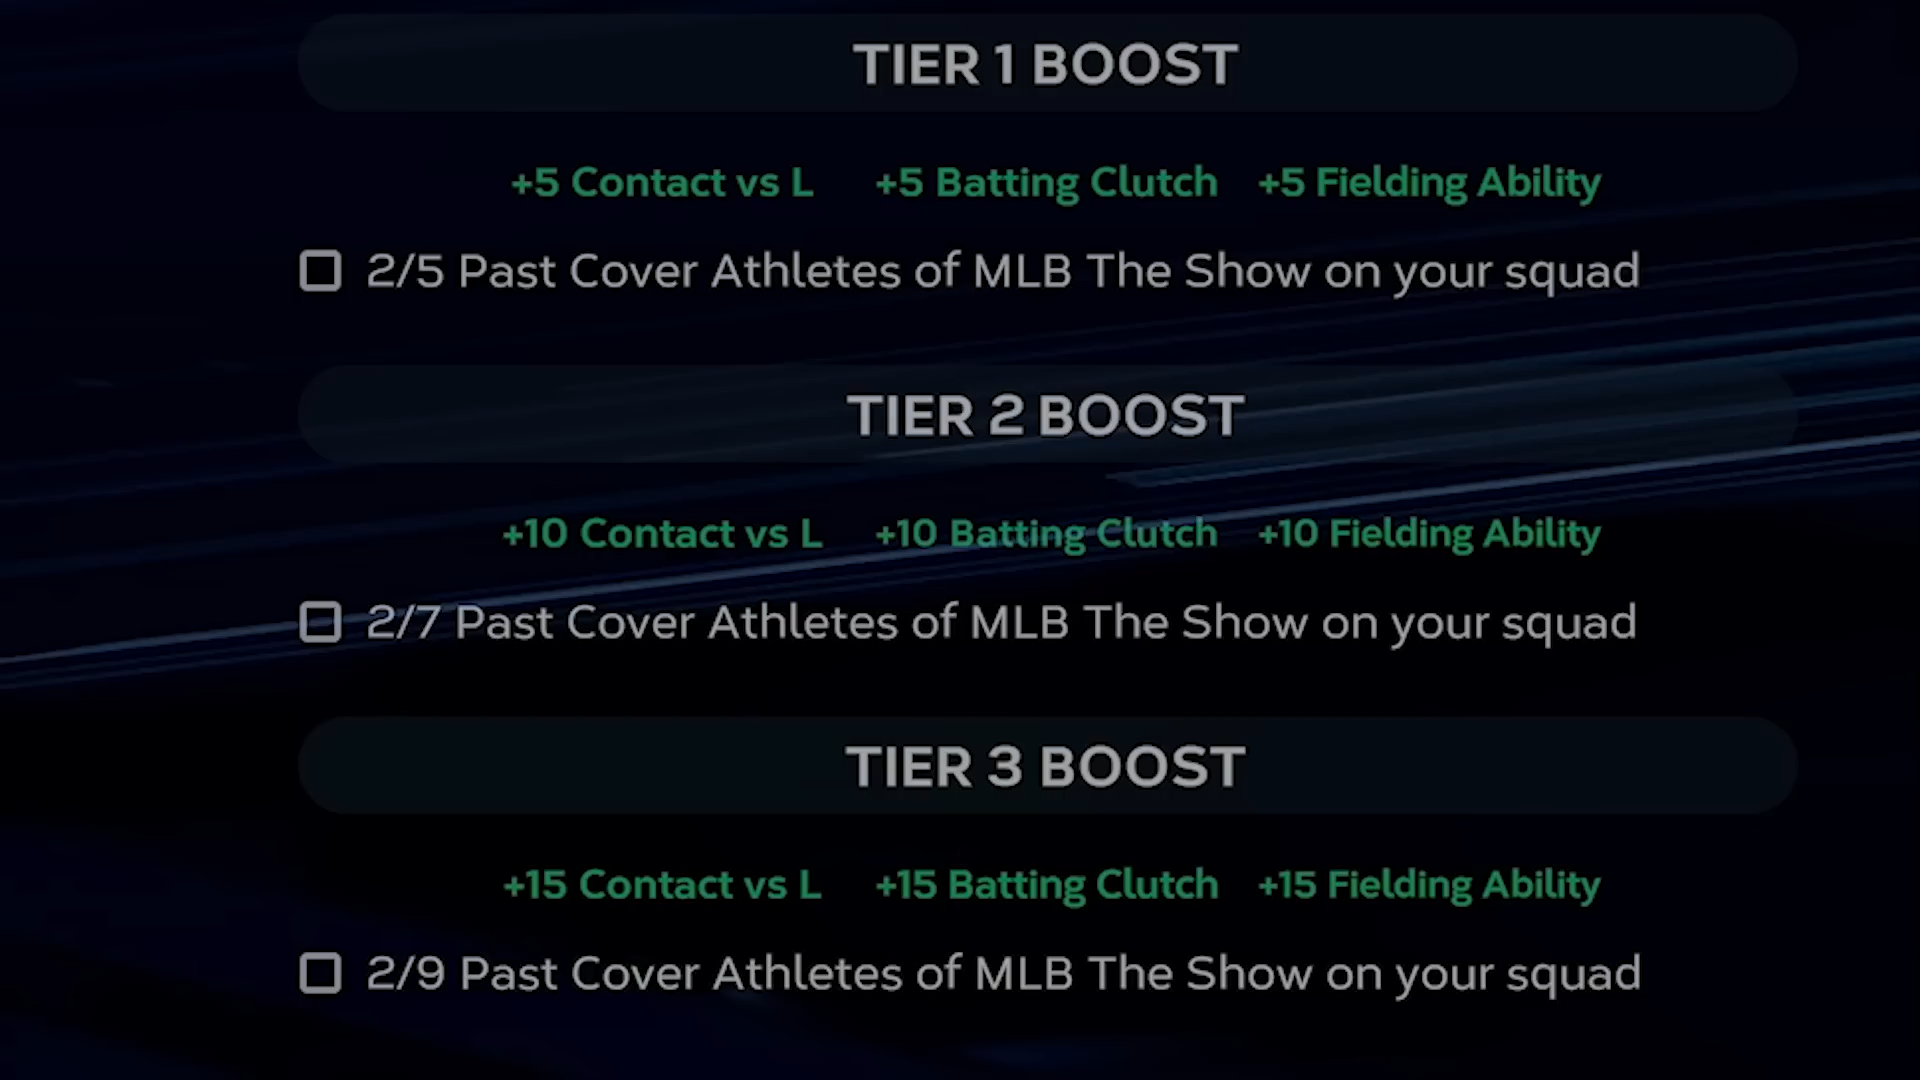 TIER 1 BOOST
+5 Contact vs L +5 Batting Clutch +5 Fielding Ability
2/5 Past Cover Athletes of MLB The Show on your squad
TIER 2 BOOST
+10 Contact vs L +10 Batting Clutch +10 Fielding Ability
2/7 Past Cover Athletes of MLB The Show on your squad
TIER 3 BOOST
+15 Contact vs L +15 Batting Clutch +15 Fielding Ability
2/9 Past Cover Athletes of MLB The Show on your squad